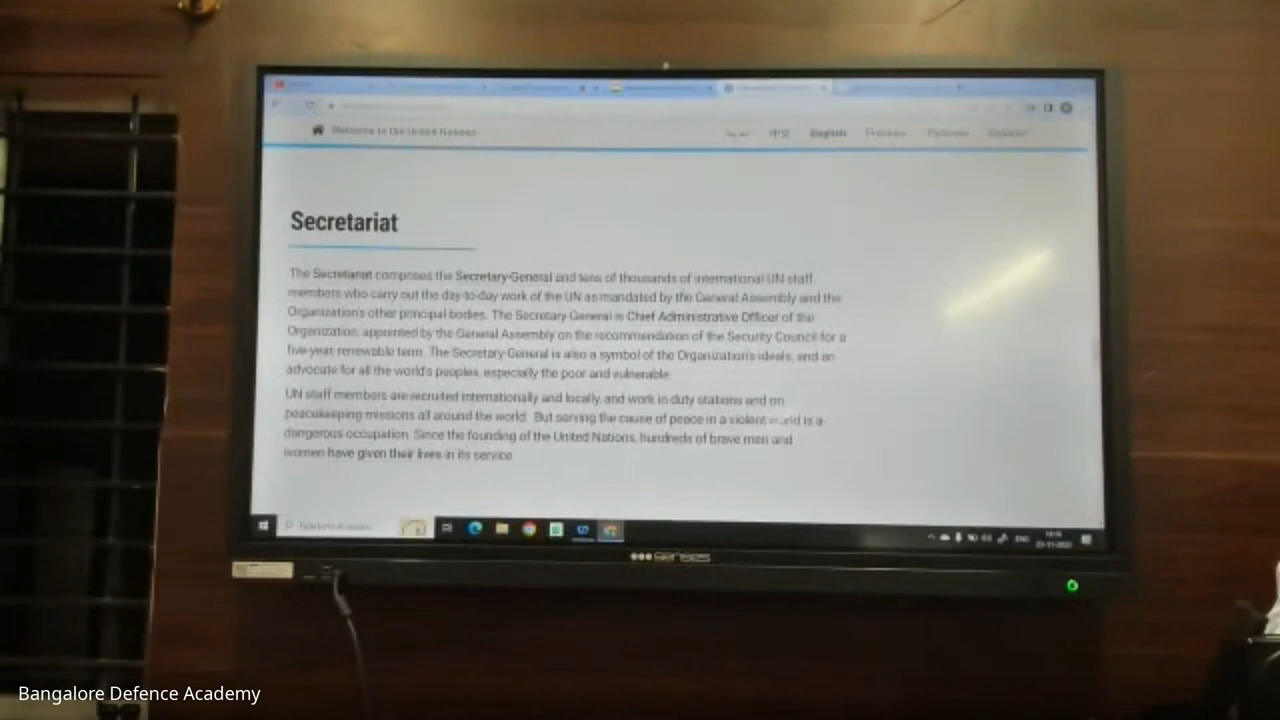 Welcome to the United Nations
中文 English Français Русский Español
Secretariat
The Secretariat comprises the Secretary-General and tens of thousands of international UN staff
members who carry out the day-to-day work of the UN as mandated by the General Assembly and the
Organization's other principal bodies. The Secretary-General is Chief Administrative Officer of the
Organization, appointed by the General Assembly on the recommendation of the Security Council for a
five-year, renewable term. The Secretary-General is also a symbol of the Organization's ideals, and an
advocate for all the world's peoples, especially the poor and vulnerable.
UN staff members are recruited internationally and locally, and work in duty stations and on
peacekeeping missions all around the world. But serving the cause of peace in a violent world is a
dangerous occupation. Since the founding of the United Nations, hundreds of brave men and
women have given their lives in its service.
ENG
senses
Bangalore Defence Academy